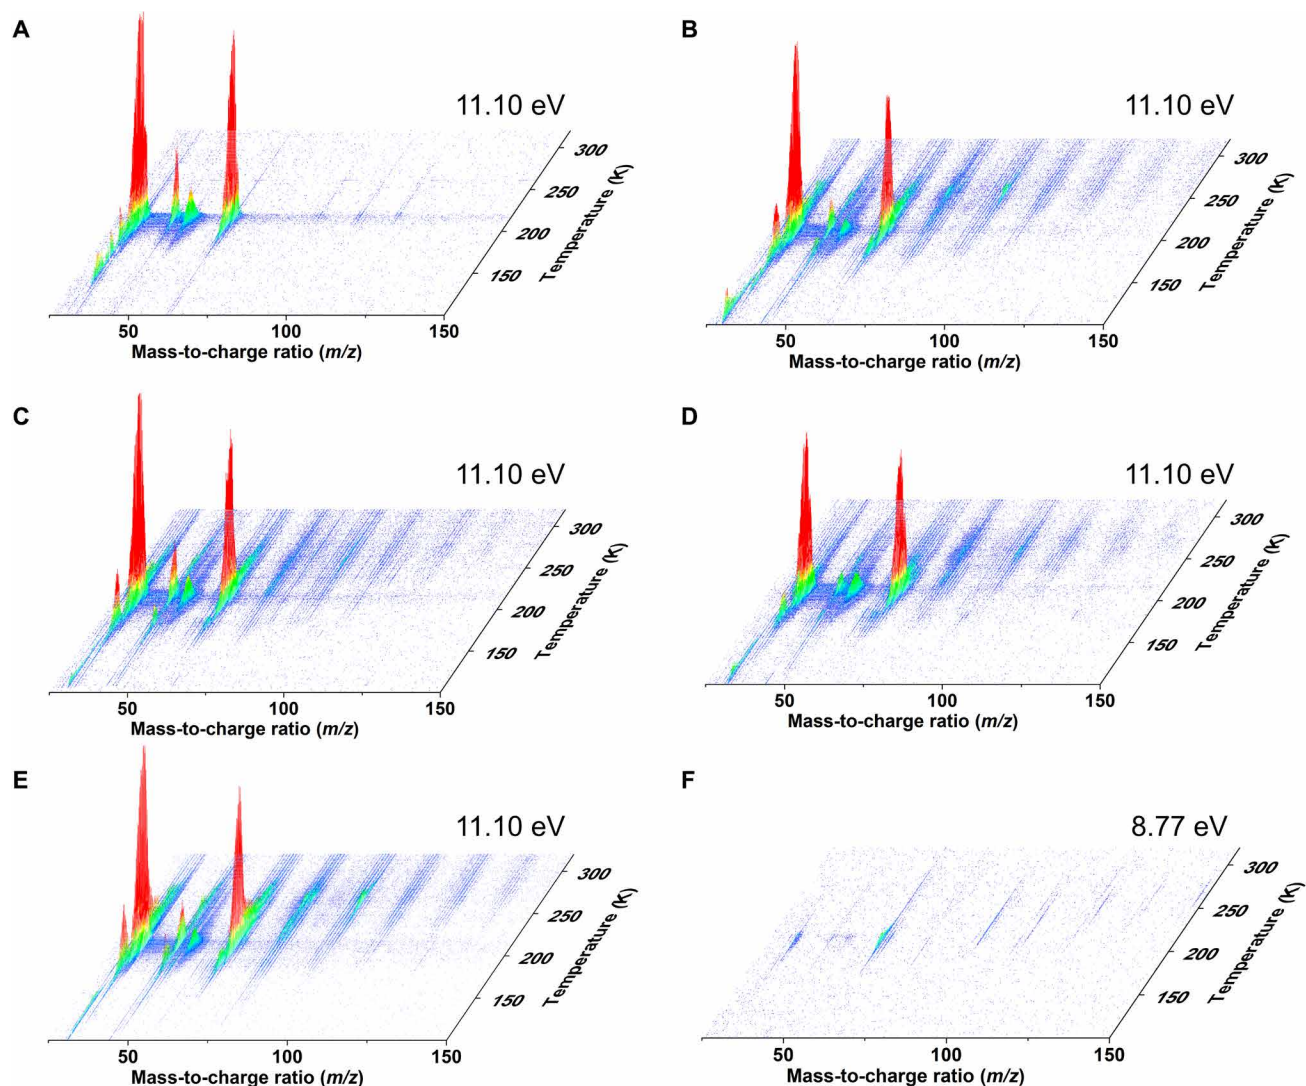 A
11.10 eV
300
250
200
150
Temperature (K)
50
100
150
Mass-to-charge ratio (m/z)
B
11.10 eV
300
250
200
150
Temperature (K)
50
100
150
Mass-to-charge ratio (m/z)
C
11.10 eV
300
250
200
150
Temperature (K)
50
100
150
Mass-to-charge ratio (m/z)
D
11.10 eV
300
250
200
150
Temperature (K)
50
100
150
Mass-to-charge ratio (m/z)
E
11.10 eV
300
250
200
150
Temperature (K)
50
100
150
Mass-to-charge ratio (m/z)
F
8.77 eV
300
250
200
150
Temperature (K)
50
100
150
Mass-to-charge ratio (m/z)